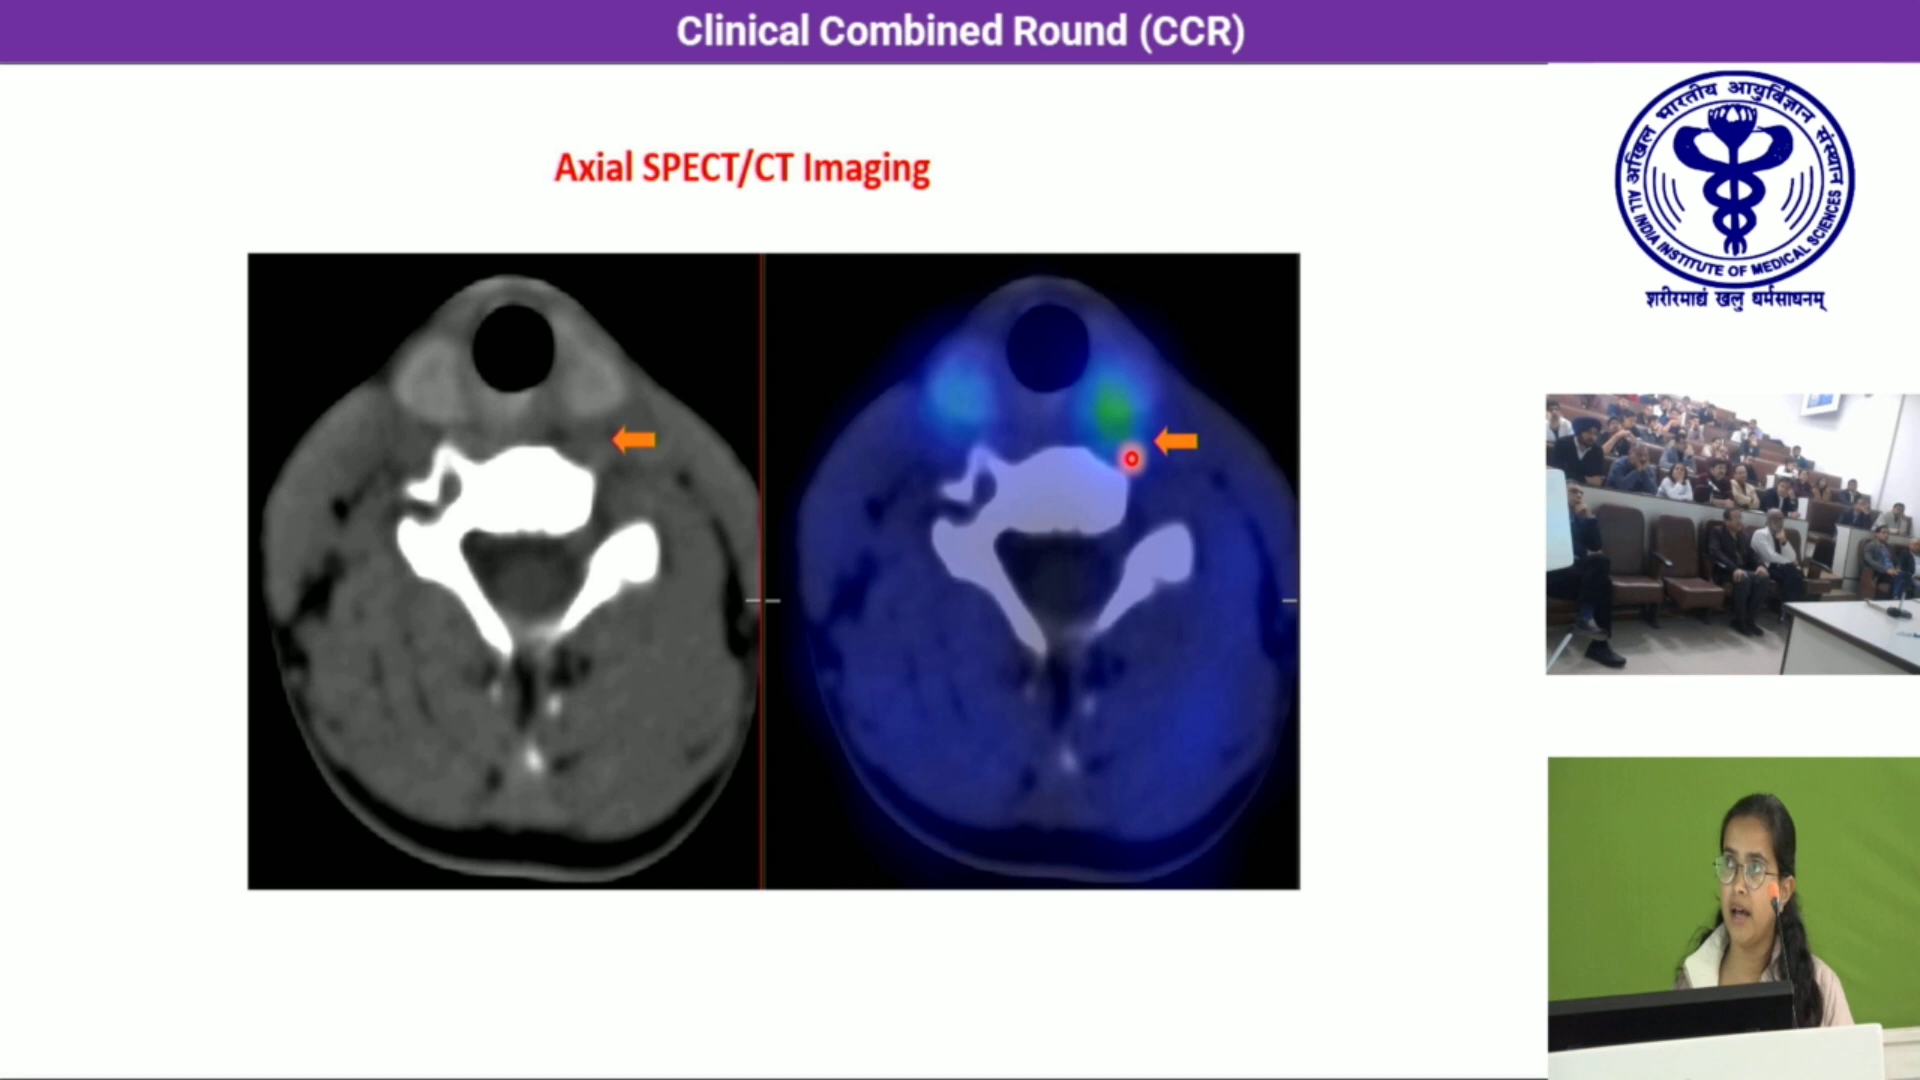 Clinical Combined Round (CCR)
Axial SPECT/CT Imaging
अखिल भारतीय आयुर्विज्ञान संस्थान
ALL INDIA INSTITUTE OF MEDICAL SCIENCES
शरीरमाद्यं खलु धर्मसाधनम्